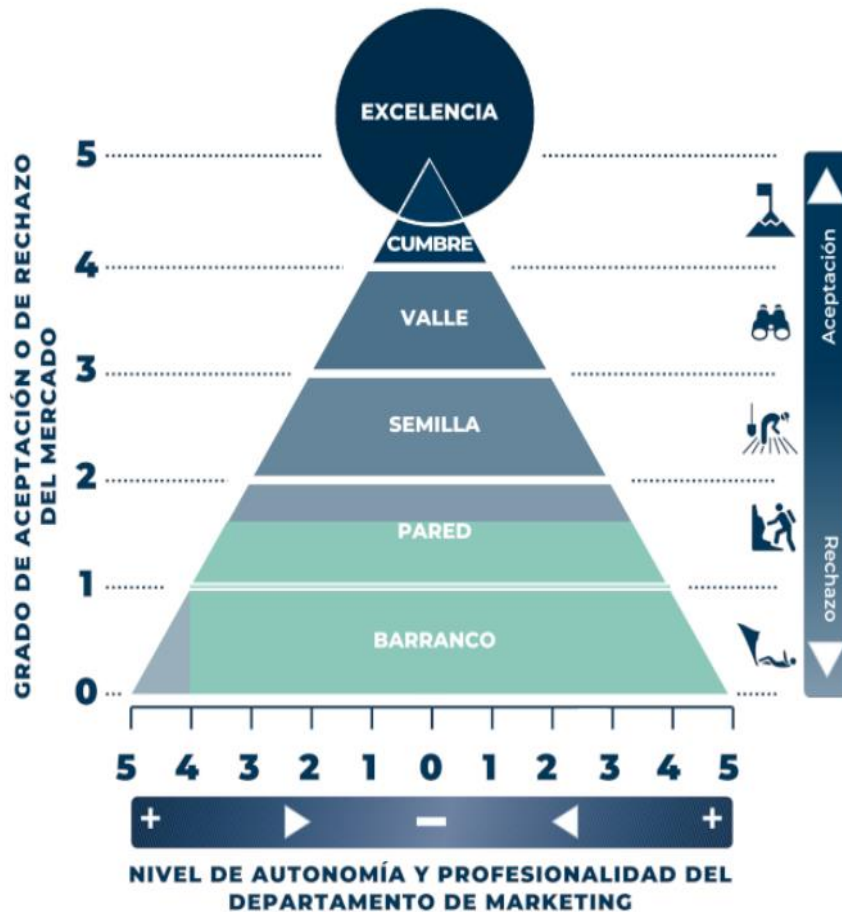 EXCELENCIA
CUMBRE
VALLE
SEMILLA
PARED
BARRANCO
GRADO DE ACEPTACIÓN O DE RECHAZO
DEL MERCADO
5
4
3
2
1
0
Aceptación
Rechazo
5 4 3 2 1 0 1 2 3 4 5
+ − +
NIVEL DE AUTONOMÍA Y PROFESIONALIDAD DEL
DEPARTAMENTO DE MARKETING